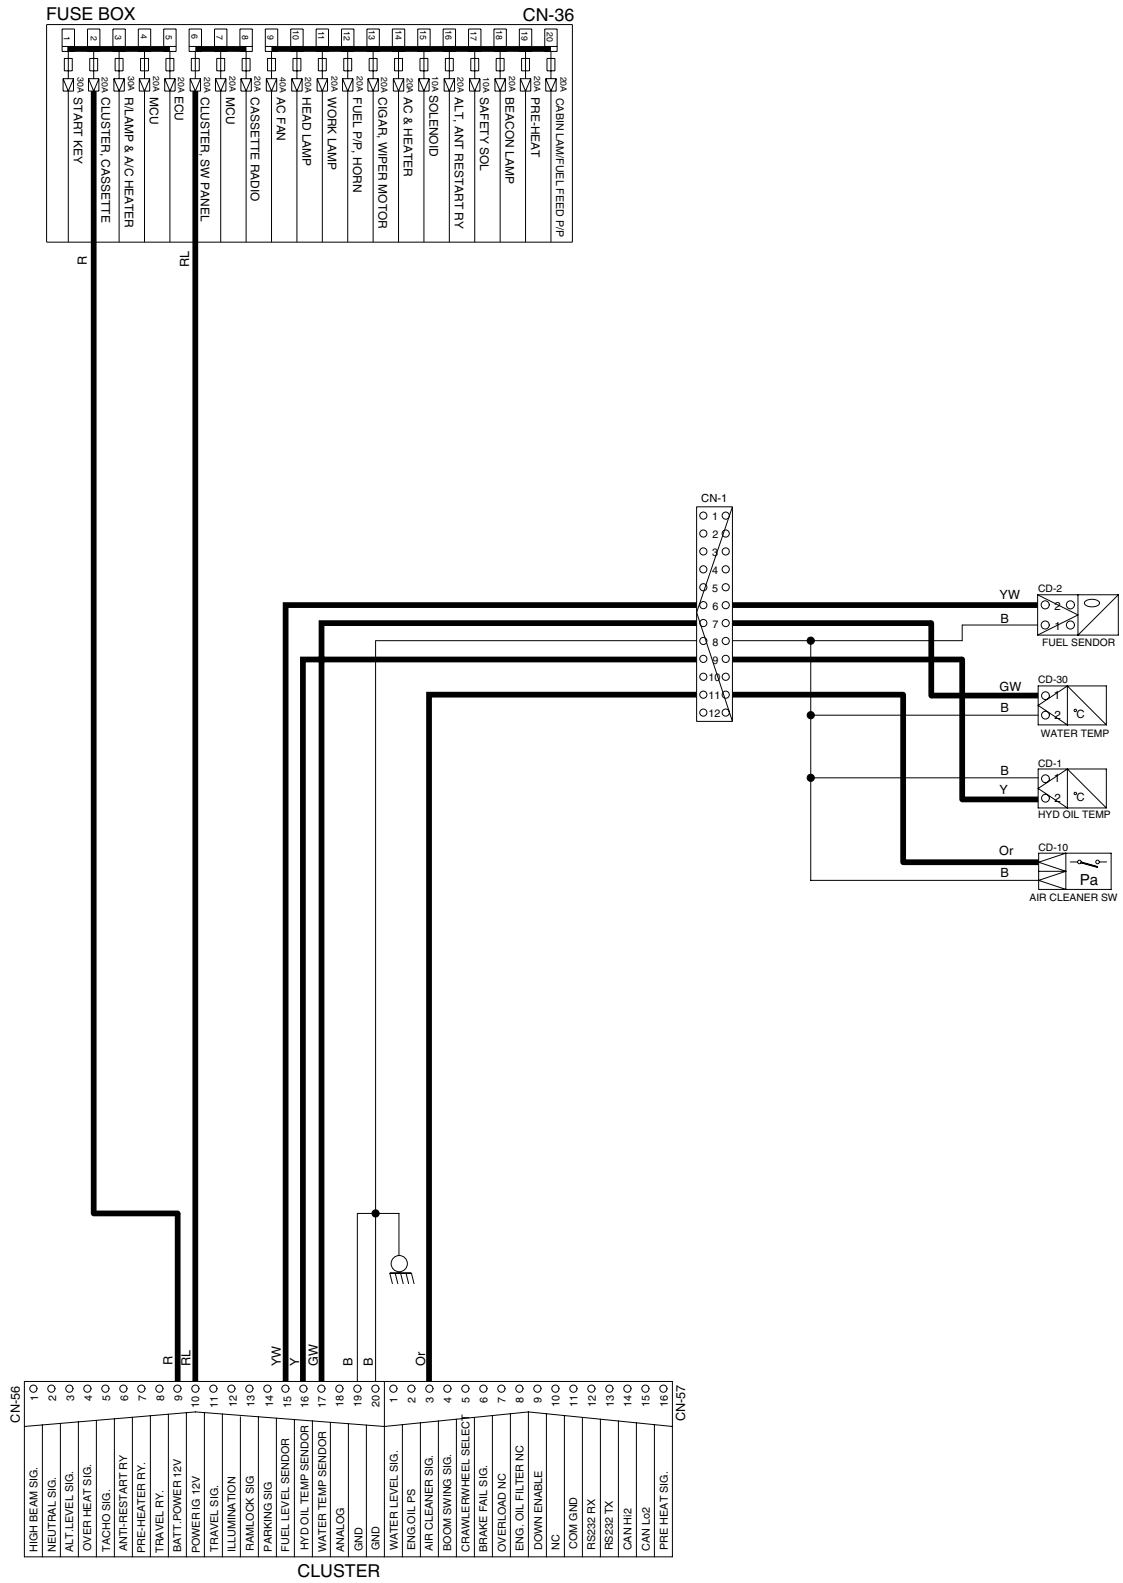 FUSE BOX
CN-36
1
2
3
4
5
6
7
8
9
10
11
12
13
14
15
16
17
18
19
20
30A
20A
30A
20A
20A
20A
20A
20A
40A
20A
20A
20A
20A
20A
10A
20A
10A
20A
20A
20A
START KEY
CLUSTER, CASSETTE
R/LAMP & A/C HEATER
MCU
ECU
CLUSTER, SW PANEL
MCU
CASSETTE RADIO
AC FAN
HEAD LAMP
WORK LAMP
FUEL P/P, HORN
CIGAR, WIPER MOTOR
AC & HEATER
SOLENOID
ALT, ANT RESTART RY
SAFETY SOL
BEACON LAMP
PRE-HEAT
CABIN LAM/FUEL FEED P/P
R
RL
CN-1
1
2
3
4
5
6
7
8
9
10
11
12
CD-2
YW
2
B
1
FUEL SENDOR
CD-30
GW
1
B
2
°C
WATER TEMP
CD-1
B
1
Y
2
°C
HYD OIL TEMP
CD-10
Or
B
Pa
AIR CLEANER SW
R
RL
YW
Y
GW
B
B
Or
CN-56
1
2
3
4
5
6
7
8
9
10
11
12
13
14
15
16
17
18
19
20
1
2
3
4
5
6
7
8
9
10
11
12
13
14
15
16
CN-57
HIGH BEAM SIG.
NEUTRAL SIG.
ALT.LEVEL SIG.
OVER HEAT SIG.
TACHO SIG.
ANTI-RESTART RY
PRE-HEATER RY.
TRAVEL RY.
BATT.POWER 12V
POWER IG 12V
TRAVEL SIG.
ILLUMINATION
RAMLOCK SIG
PARKING SIG
FUEL LEVEL SENDOR
HYD OIL TEMP SENDOR
WATER TEMP SENDOR
ANALOG
GND
GND
WATER LEVEL SIG.
ENG.OIL PS
AIR CLEANER SIG.
BOOM SWING SIG.
CRAWLERWHEEL SELECT
BRAKE FAIL SIG.
OVERLOAD NC
ENG. OIL FILTER NC
DOWN ENABLE
NC
COM GND
RS232 RX
RS232 TX
CAN Hi2
CAN Lo2
PRE HEAT SIG.
CLUSTER